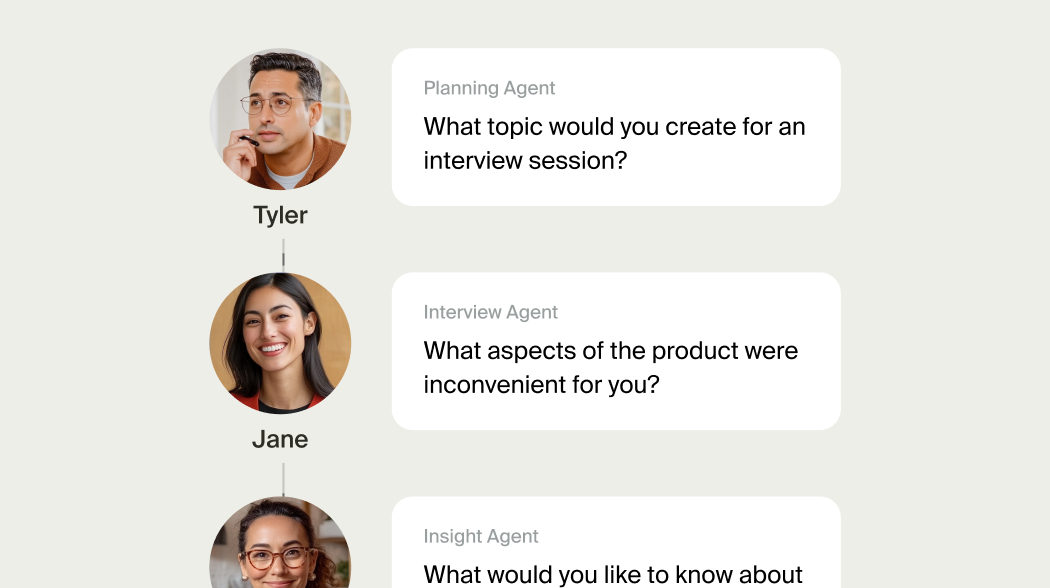 Planning Agent
What topic would you create for an
interview session?
Tyler
Interview Agent
What aspects of the product were
inconvenient for you?
Jane
Insight Agent
What would you like to know about